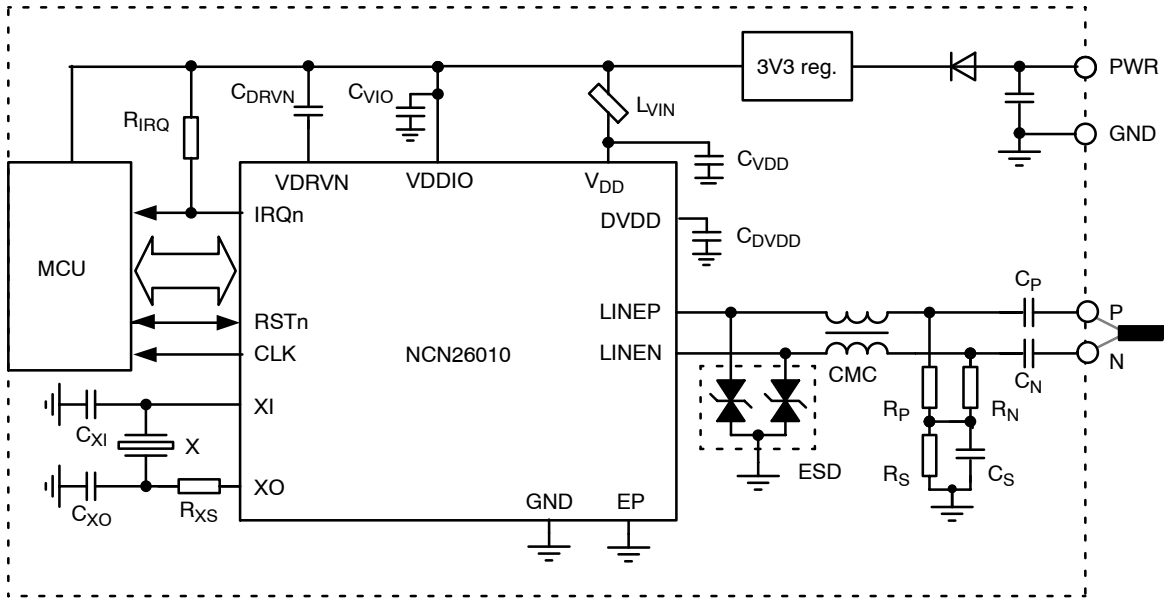 3V3 reg.
PWR
GND
CDRVN
CVIO
LVIN
RIRQ
CVDD
VDRVN
VDDIO
VDD
IRQn
DVDD
CDVDD
MCU
CP
LINEP
P
RSTn
CLK
NCN26010
LINEN
CMC
CN
N
XI
RP
RN
CXI
X
ESD
RS
CS
XO
CXO
RXS
GND
EP